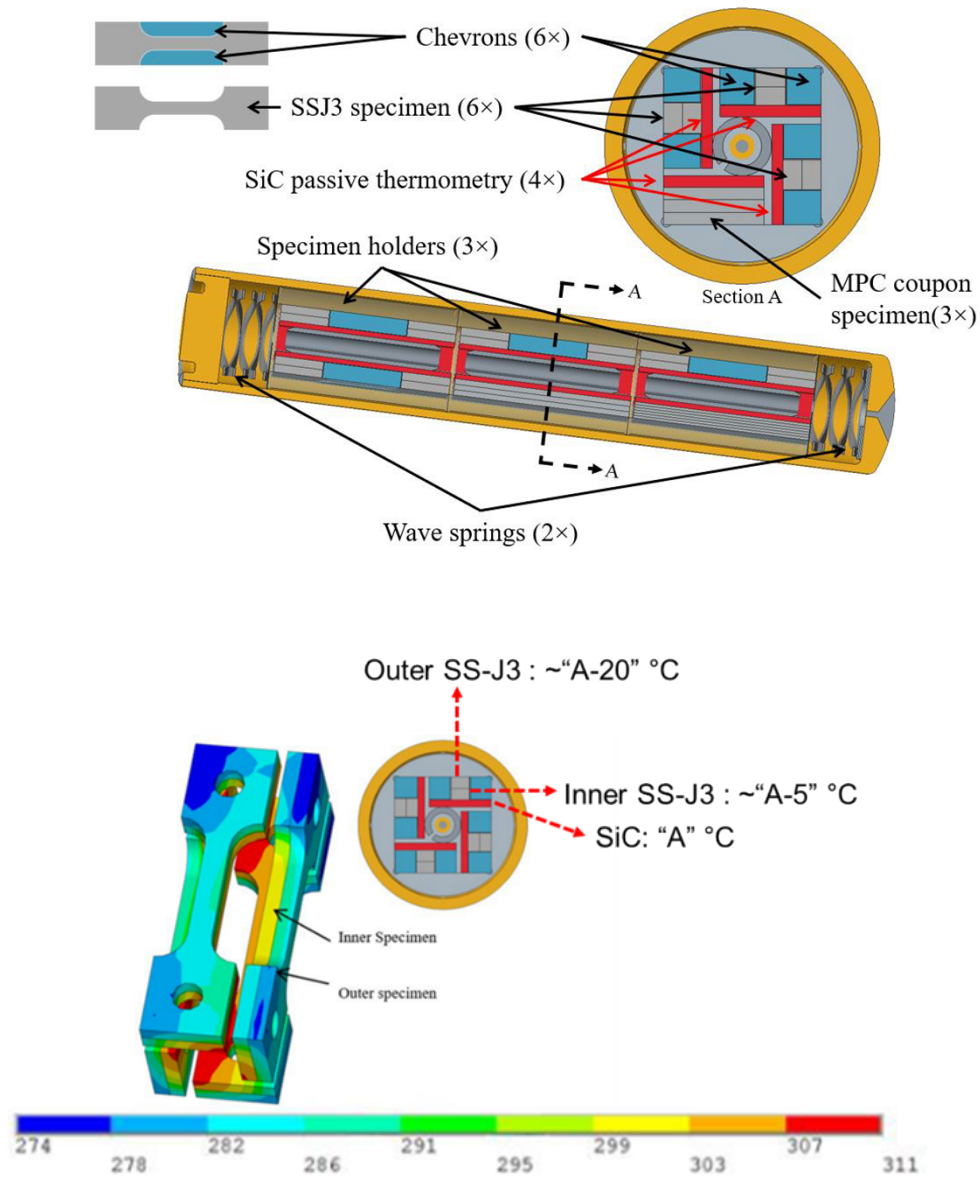 Chevrons (6×)
SSJ3 specimen (6×)
SiC passive thermometry (4×)
Specimen holders (3×)
A
Section A
MPC coupon
specimen(3×)
A
Wave springs (2×)
Outer SS-J3 : ~“A-20” °C
Inner SS-J3 : ~“A-5” °C
SiC: “A” °C
Inner Specimen
Outer specimen
274 282 291 299 307
278 286 295 303 311